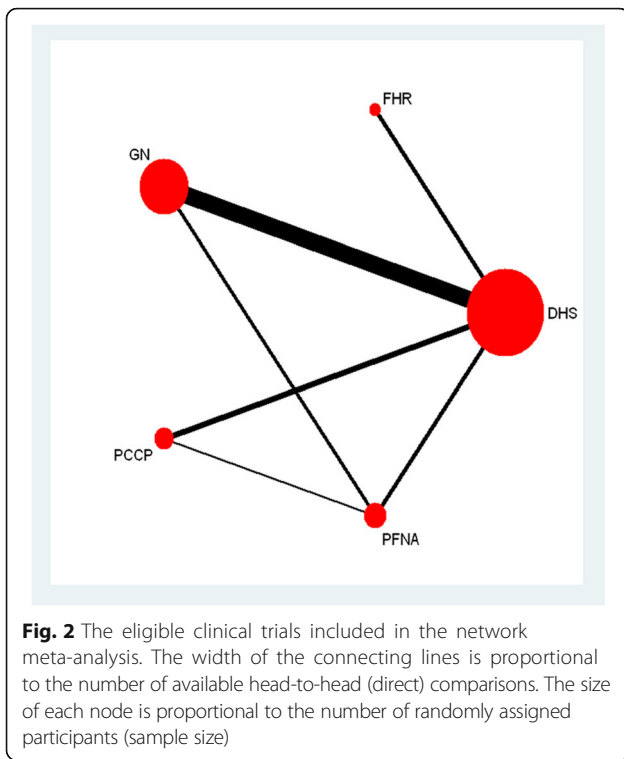 FHR
GN
DHS
PCCP
PFNA
Fig. 2 The eligible clinical trials included in the network
meta-analysis. The width of the connecting lines is proportional
to the number of available head-to-head (direct) comparisons. The size
of each node is proportional to the number of randomly assigned
participants (sample size)